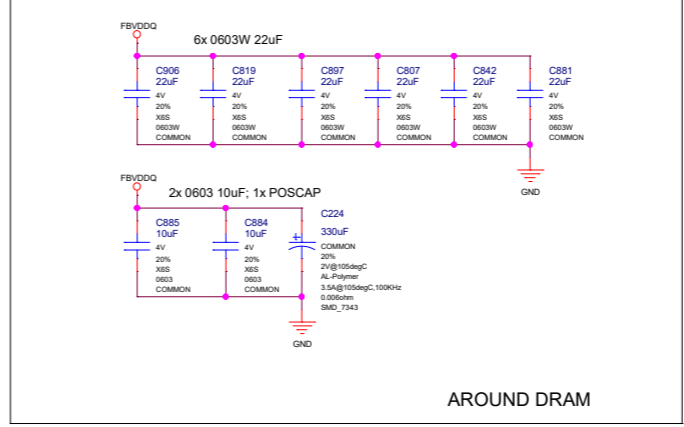 FBVDDQ
6x 0603W 22uF
C906
22uF
4V
20%
X6S
0603W
COMMON
C819
22uF
4V
20%
X6S
0603W
COMMON
C897
22uF
4V
20%
X6S
0603W
COMMON
C807
22uF
4V
20%
X6S
0603W
COMMON
C842
22uF
4V
20%
X6S
0603W
COMMON
C881
22uF
4V
20%
X6S
0603W
COMMON
GND
FBVDDQ
2x 0603 10uF; 1x POSCAP
C885
10uF
4V
20%
X6S
0603
COMMON
C884
10uF
4V
20%
X6S
0603
COMMON
C224
330uF
COMMON
20%
2V@105degC
AL-Polymer
3.5A@105degC,100KHz
0.006ohm
SMD_7343
GND
AROUND DRAM